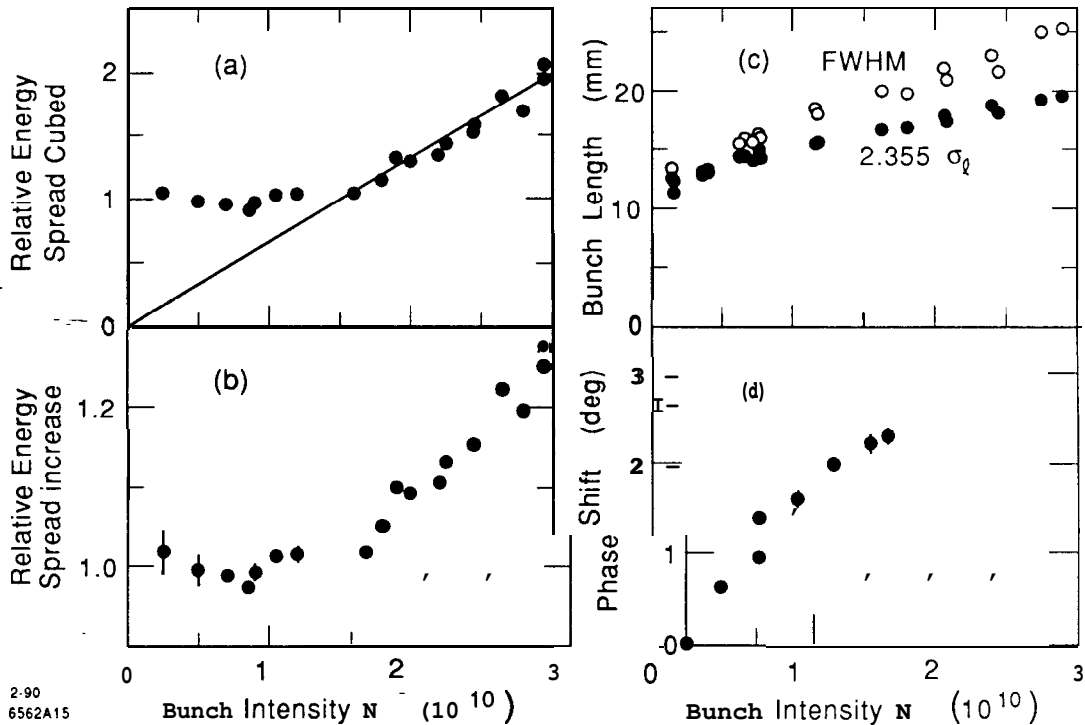 (a)
Relative Energy
Spread Cubed
2
1
0
(b)
Relative Energy
Spread increase
1.2
1.0
0 1 2 3
Bunch Intensity N (10 10)
(c)
FWHM
2.355 σℓ
Bunch Length (mm)
20
10
0
(d)
Phase Shift (deg)
3
2
1
0
0 1 2 3
Bunch Intensity N (10 10)
2-90
6562A15